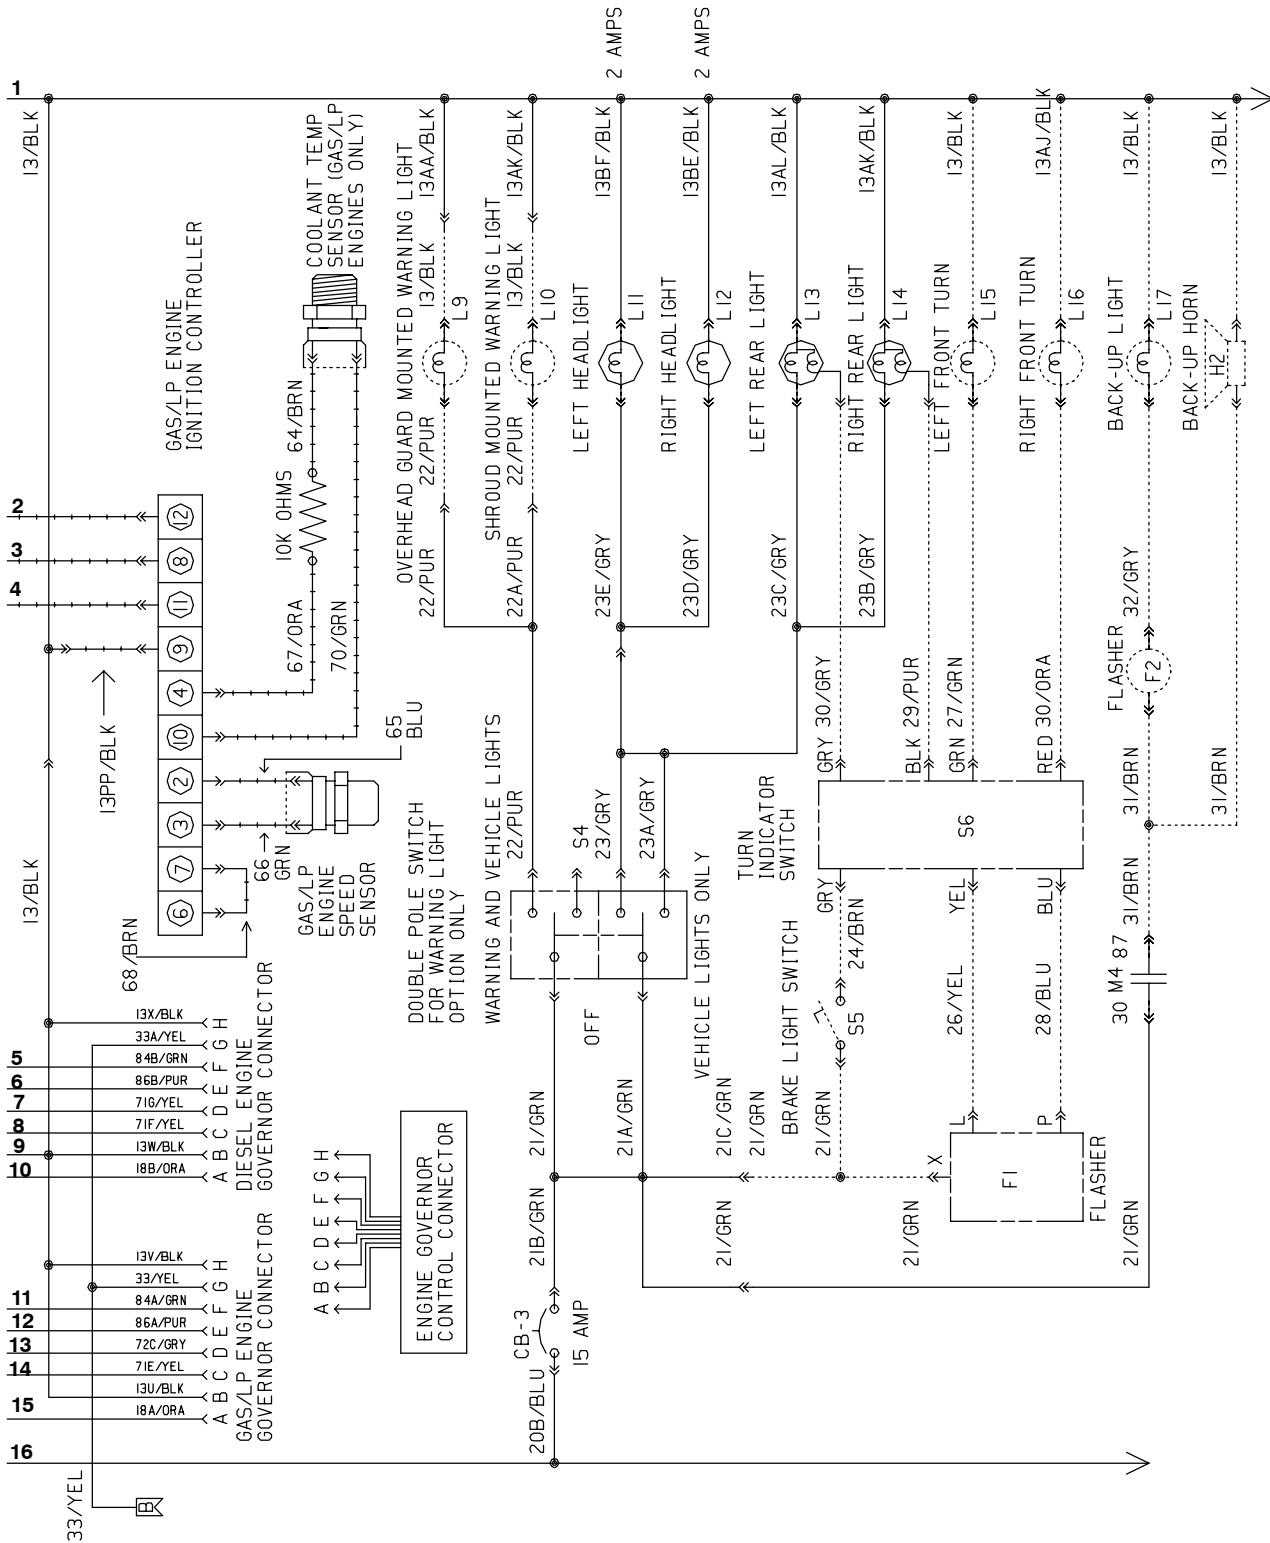 1
2
3
4
5
6
7
8
9
10
11
12
13
14
15
16
13/BLK
13/BLK
13PP/BLK
GAS/LP ENGINE
IGNITION CONTROLLER
12
8
11
9
4
10
2
3
7
6
68/BRN
COOLANT TEMP
SENSOR (GAS/LP
ENGINES ONLY)
64/BRN
10K OHMS
67/ORA
70/GRN
65
BLU
66
GRN
GAS/LP
ENGINE
SPEED
SENSOR
13X/BLK
33A/YEL
84B/GRN
86B/PUR
71G/YEL
71F/YEL
13W/BLK
18B/ORA
H
G
F
E
D
C
B
A
DIESEL ENGINE
GOVERNOR CONNECTOR
13V/BLK
33/YEL
84A/GRN
86A/PUR
72C/GRY
71E/YEL
13U/BLK
18A/ORA
H
G
F
E
D
C
B
A
GAS/LP ENGINE
GOVERNOR CONNECTOR
33/YEL
B
A B C D E F G H
ENGINE GOVERNOR
CONTROL CONNECTOR
OVERHEAD GUARD MOUNTED WARNING LIGHT
22/PUR
22/PUR
L9
13/BLK
13AA/BLK
SHROUD MOUNTED WARNING LIGHT
22A/PUR
22/PUR
L10
13/BLK
13AK/BLK
LEFT HEADLIGHT
23E/GRY
L11
13BF/BLK
2 AMPS
RIGHT HEADLIGHT
23D/GRY
L12
13BE/BLK
2 AMPS
LEFT REAR LIGHT
23C/GRY
L13
13AL/BLK
RIGHT REAR LIGHT
23B/GRY
L14
13AK/BLK
LEFT FRONT TURN
L15
13/BLK
RIGHT FRONT TURN
L16
13AJ/BLK
BACK-UP LIGHT
L17
13/BLK
BACK-UP HORN
H2
13/BLK
DOUBLE POLE SWITCH
FOR WARNING LIGHT
OPTION ONLY
WARNING AND VEHICLE LIGHTS
22/PUR
S4
23/GRY
23A/GRY
OFF
VEHICLE LIGHTS ONLY
TURN
INDICATOR
SWITCH
S6
GRY 30/GRY
BLK 29/PUR
GRN 27/GRN
RED 30/ORA
GRY
YEL
BLU
24/BRN
26/YEL
28/BLU
BRAKE LIGHT SWITCH
S5
21/GRN
21/GRN
21A/GRN
21C/GRN
21/GRN
21B/GRN
21/GRN
21/GRN
21/GRN
X
L
P
F1
FLASHER
CB-3
15 AMP
20B/BLU
FLASHER
F2
32/GRY
31/BRN
31/BRN
31/BRN
30 M4 87